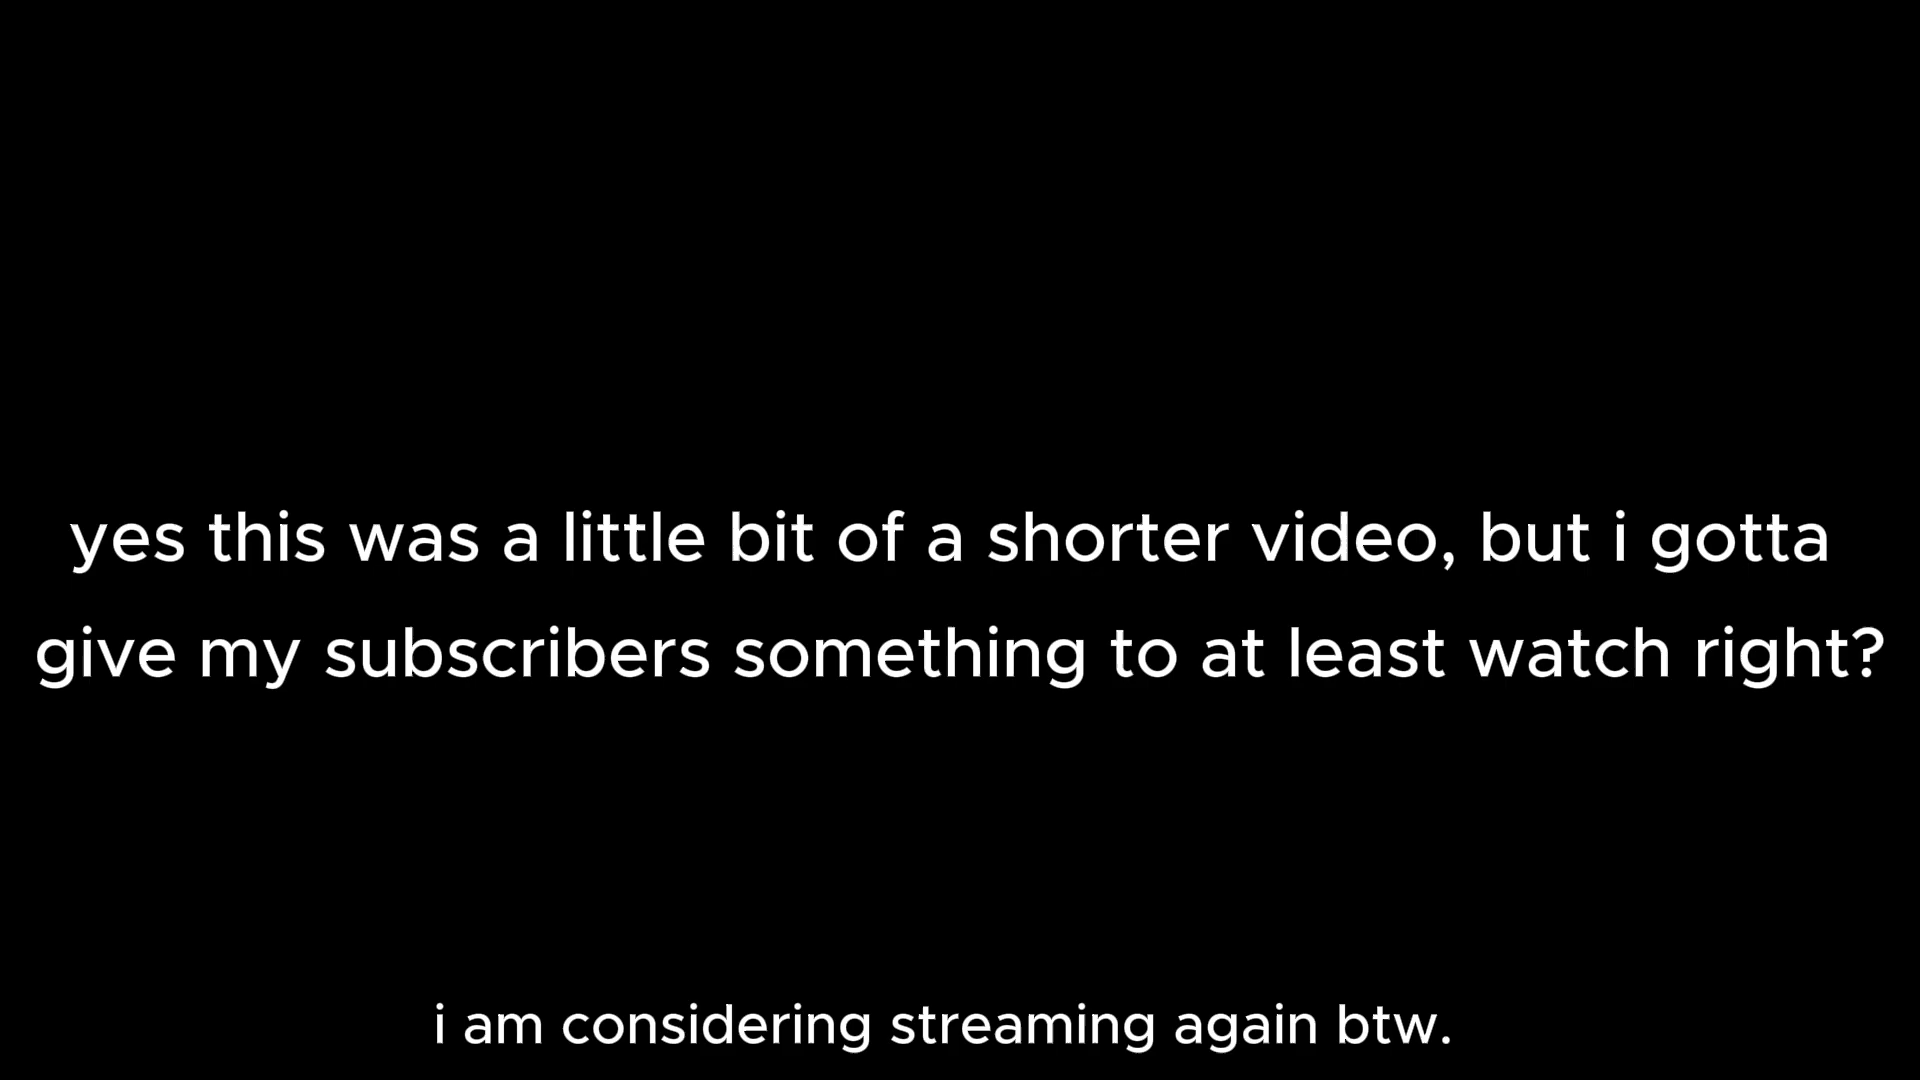 yes this was a little bit of a shorter video, but i gotta
give my subscribers something to at least watch right?
i am considering streaming again btw.